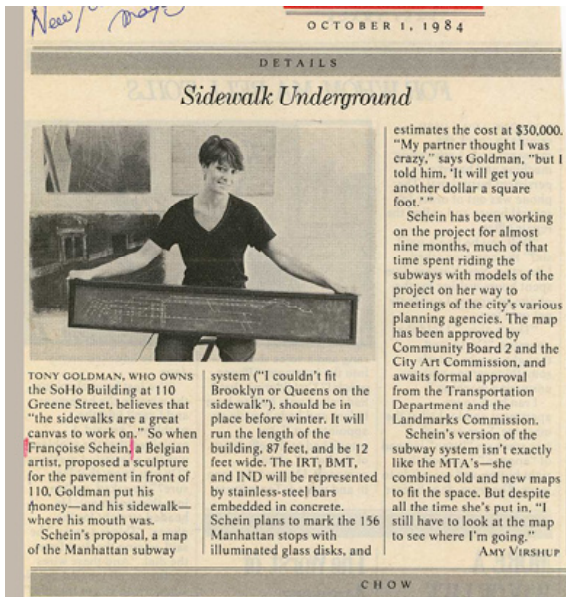 New
OCTOBER 1, 1984
DETAILS
Sidewalk Underground
TONY GOLDMAN, WHO OWNS
the SoHo Building at 110
Greene Street, believes that
"the sidewalks are a great
canvas to work on." So when
Françoise Schein, a Belgian
artist, proposed a sculpture
for the pavement in front of
110, Goldman put his
money—and his sidewalk—
where his mouth was.
Schein's proposal, a map
of the Manhattan subway
system ("I couldn't fit
Brooklyn or Queens on the
sidewalk"), should be in
place before winter. It will
run the length of the
building, 87 feet, and be 12
feet wide. The IRT, BMT,
and IND will be represented
by stainless-steel bars
embedded in concrete.
Schein plans to mark the 156
Manhattan stops with
illuminated glass disks, and
estimates the cost at $30,000.
"My partner thought I was
crazy," says Goldman, "but I
told him, 'It will get you
another dollar a square
foot.'"
Schein has been working
on the project for almost
nine months, much of that
time spent riding the
subways with models of the
project on her way to
meetings of the city's various
planning agencies. The map
has been approved by
Community Board 2 and the
City Art Commission, and
awaits formal approval
from the Transportation
Department and the
Landmarks Commission.
Schein's version of the
subway system isn't exactly
like the MTA's—she
combined old and new maps
to fit the space. But despite
all the time she's put in, "I
still have to look at the map
to see where I'm going."
AMY VIRSHUP
CHOW